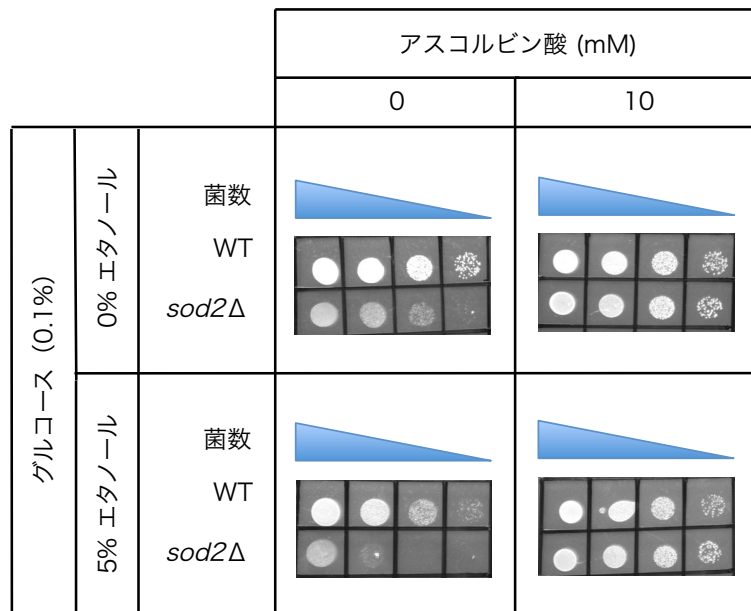 アスコルビン酸 (mM)
0
10
グルコース (0.1%)
0% エタノール
菌数
WT
sod2Δ
5% エタノール
菌数
WT
sod2Δ